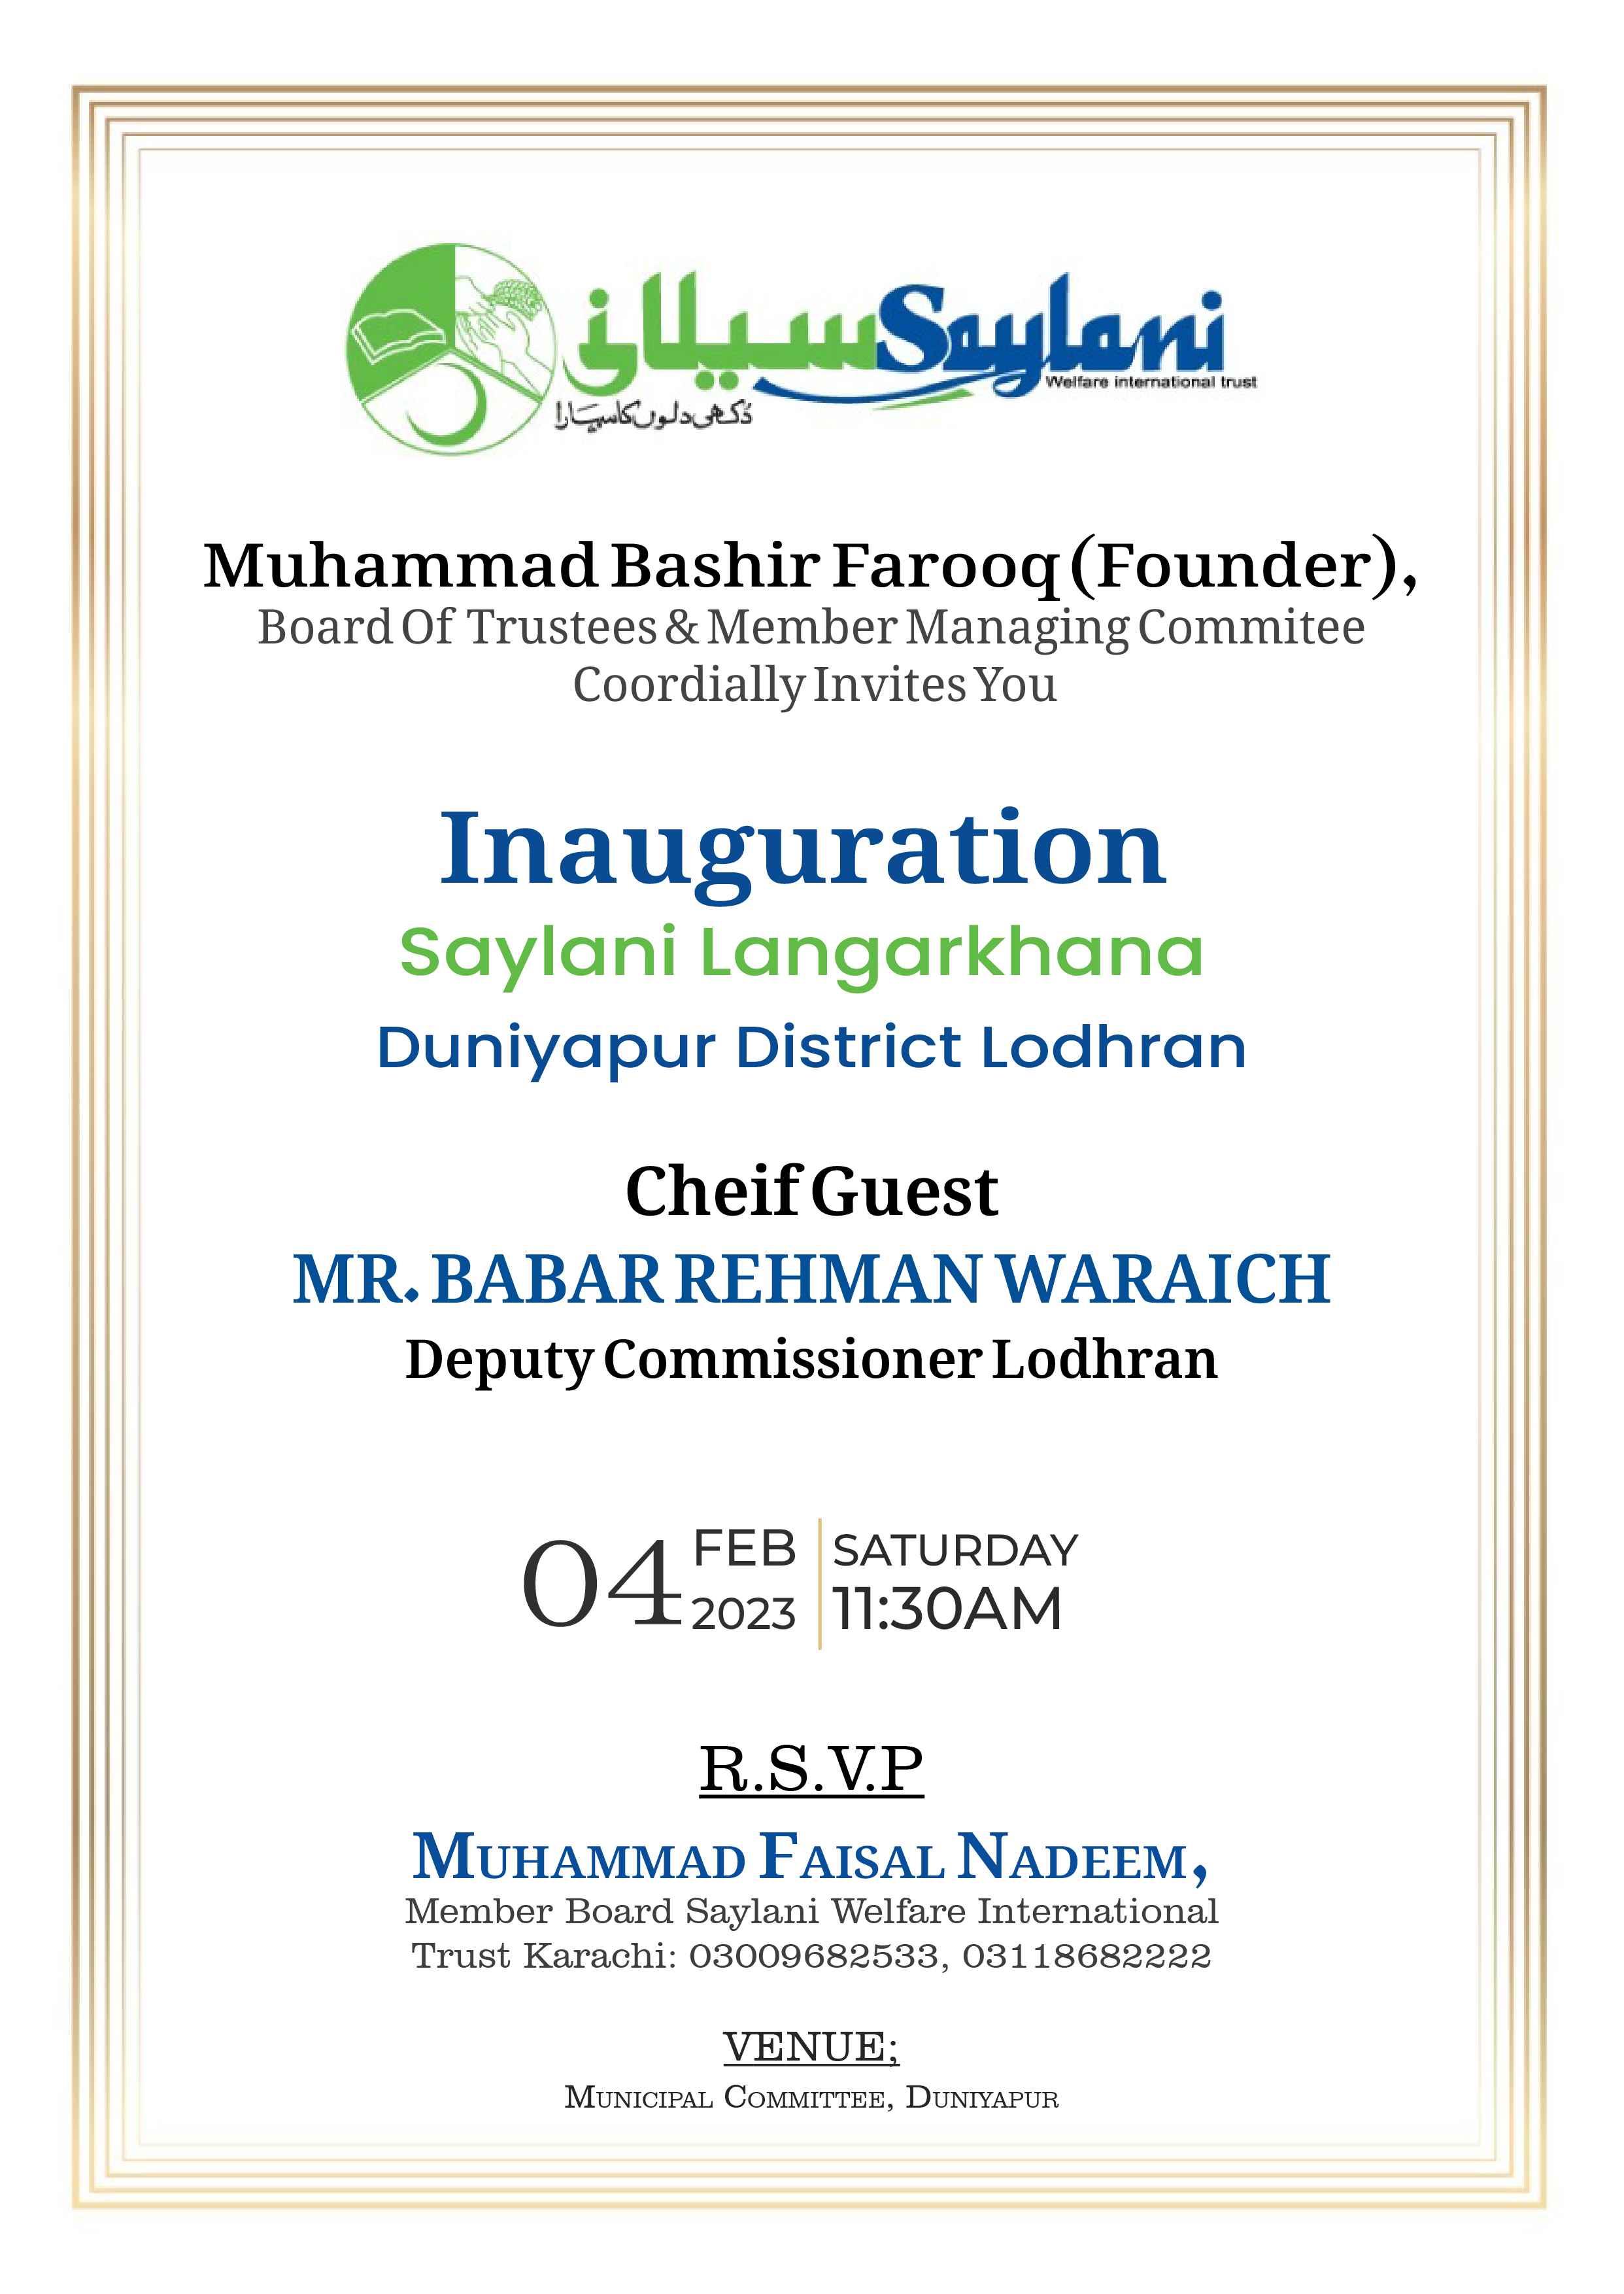 سیلانی Saylani
Welfare international trust
دُکھی دلوں کا سہارا
Muhammad Bashir Farooq (Founder),
Board Of Trustees & Member Managing Commitee
Coordially Invites You
Inauguration
Saylani Langarkhana
Duniyapur District Lodhran
Cheif Guest
MR. BABAR REHMAN WARAICH
Deputy Commissioner Lodhran
04 FEB 2023 SATURDAY
11:30AM
R.S.V.P
MUHAMMAD FAISAL NADEEM,
Member Board Saylani Welfare International
Trust Karachi: 03009682533, 03118682222
VENUE;
MUNICIPAL COMMITTEE, DUNIYAPUR